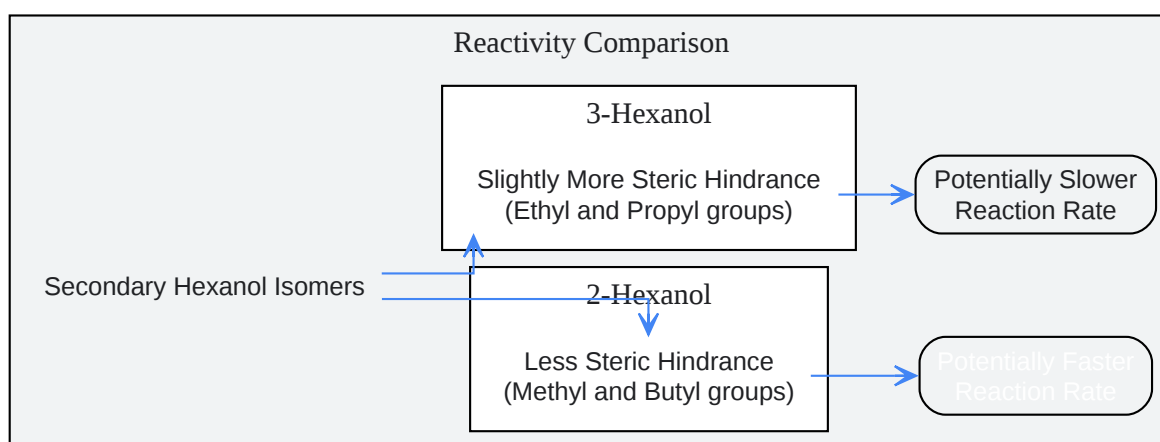 Reactivity Comparison
3-Hexanol
Slightly More Steric Hindrance
(Ethyl and Propyl groups)
Potentially Slower
Reaction Rate
Secondary Hexanol Isomers
2-Hexanol
Less Steric Hindrance
(Methyl and Butyl groups)
Potentially Faster
Reaction Rate